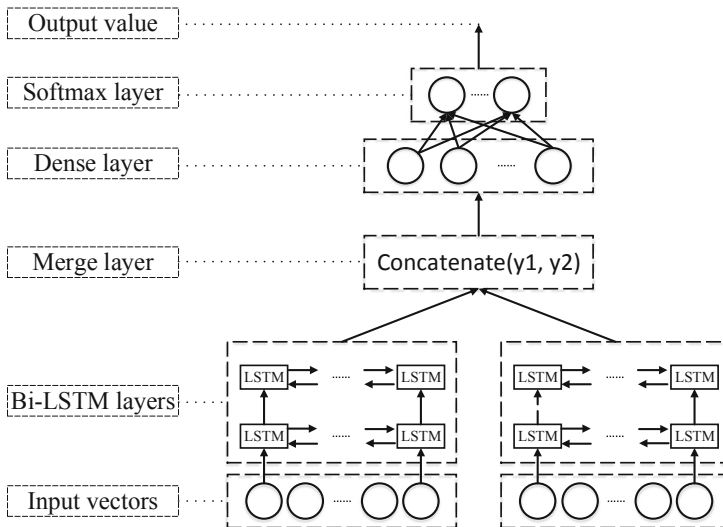 Output value
Softmax layer
......
Dense layer
......
Merge layer
Concatenate(y1, y2)
Bi-LSTM layers
LSTM ...... LSTM LSTM ...... LSTM
LSTM ...... LSTM LSTM ...... LSTM
Input vectors
...... ......